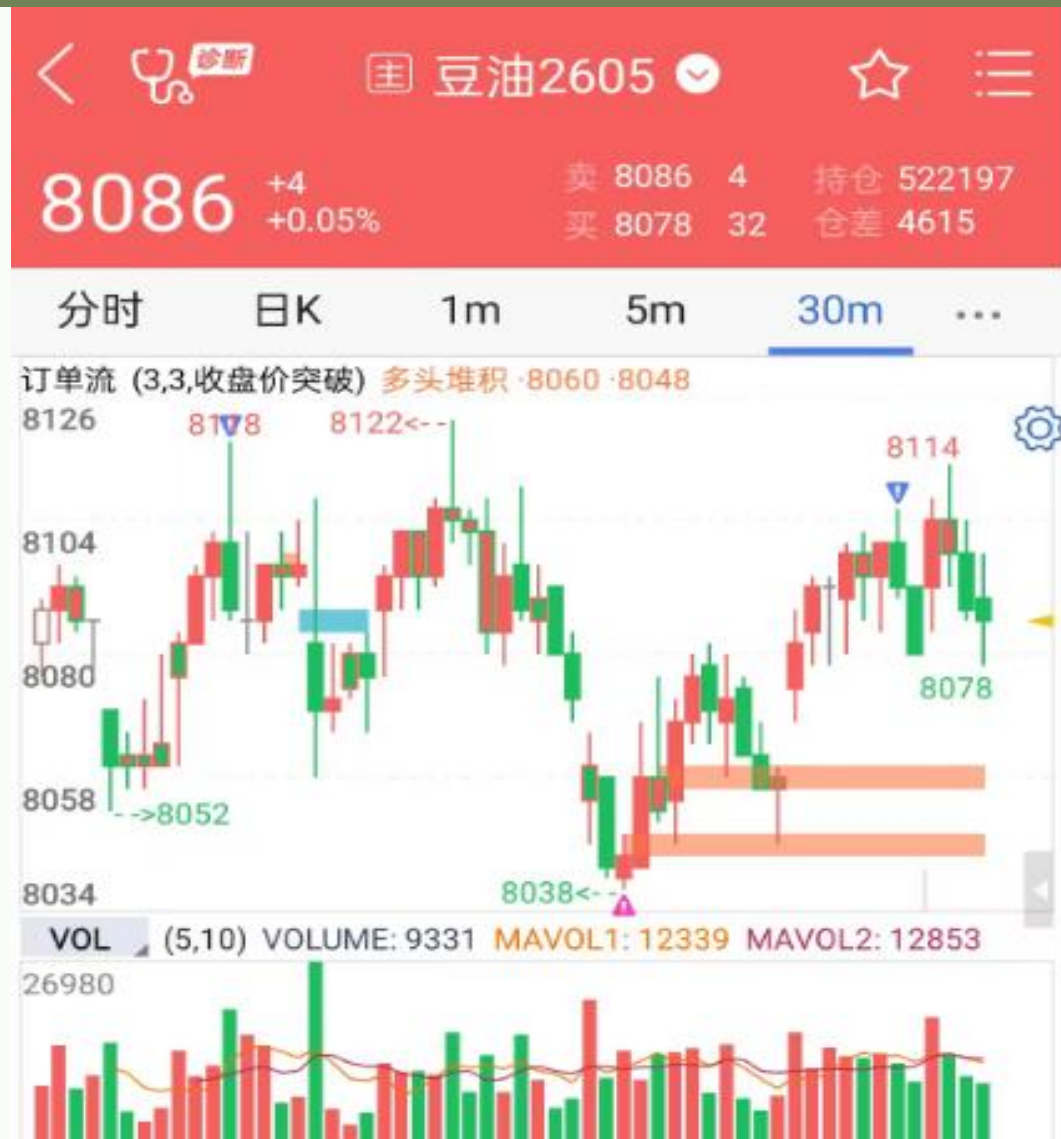 诊断 主 豆油2605
8086 +4 +0.05% 卖 8086 4 持仓 522197
买 8078 32 仓差 4615
分时 日K 1m 5m 30m ...
订单流 (3,3,收盘价突破) 多头堆积 ·8060 ·8048
8126
8122<--
8114
8104
8080
8078
8058
-->8052
8038<--
8034
VOL (5,10) VOLUME: 9331 MAVOL1: 12339 MAVOL2: 12853
26980